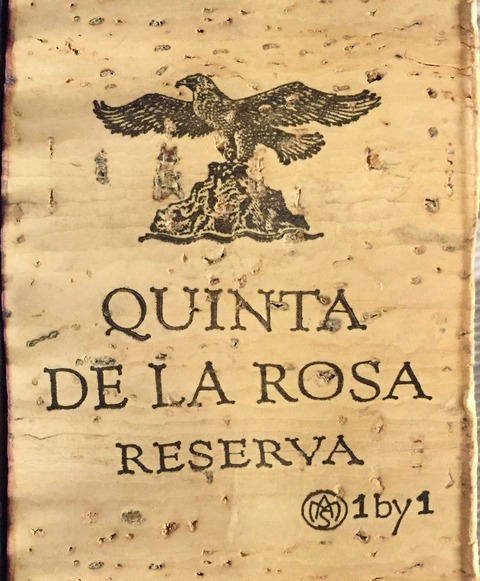 QUINTA
DE LA ROSA
RESERVA
1by1